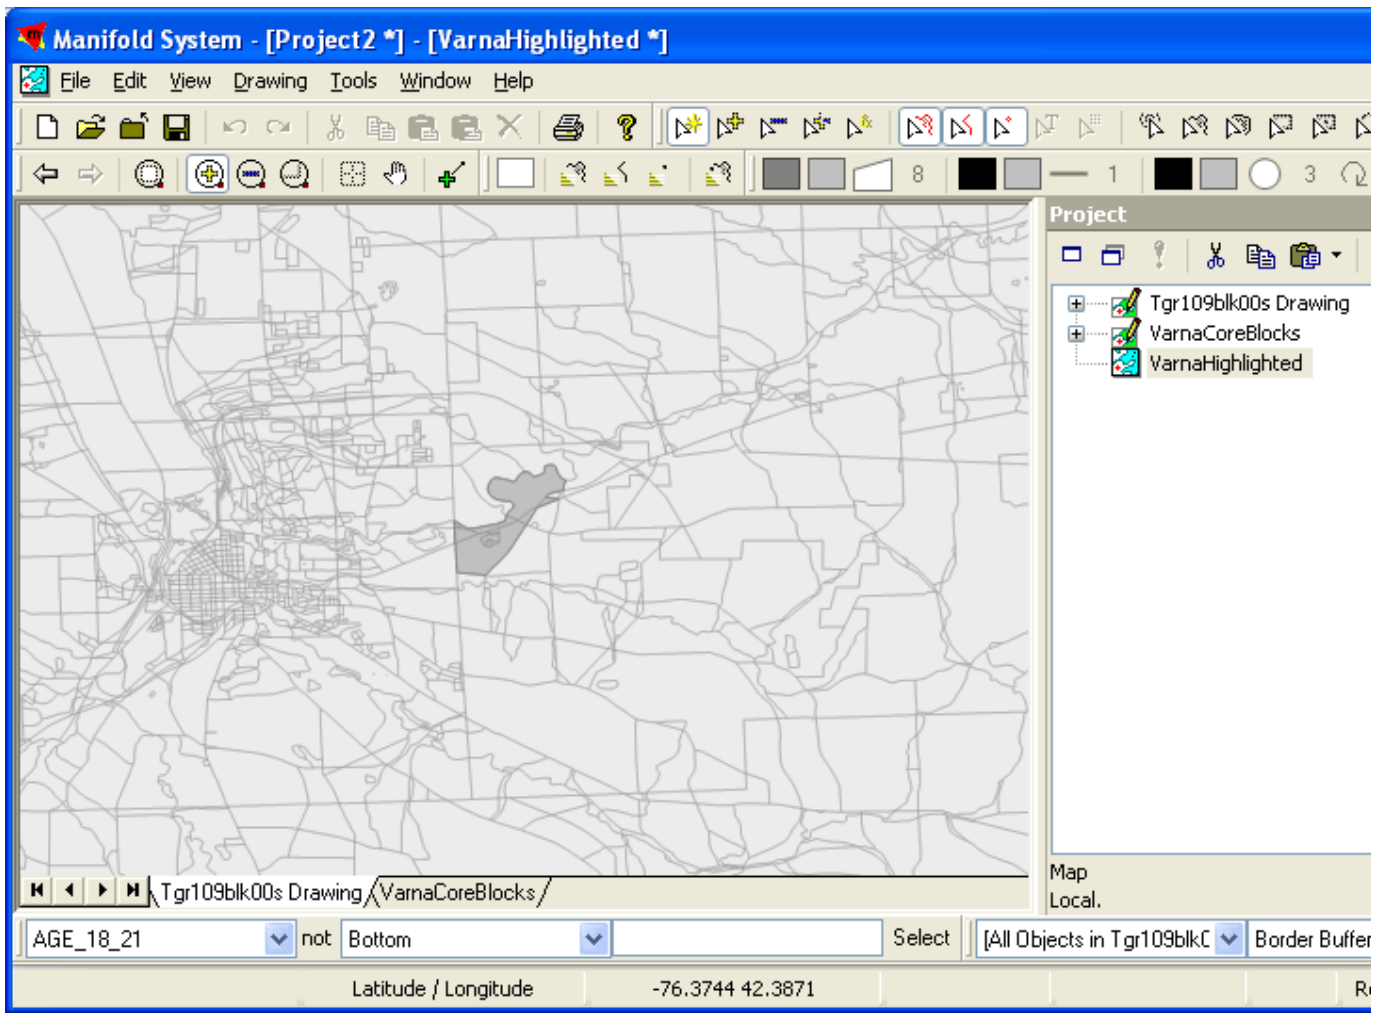 Manifold System - [Project2 *] - [VarnaHighlighted *]
File Edit View Drawing Tools Window Help
8 1 3
Project
Tgr109blk00s Drawing
VarnaCoreBlocks
VarnaHighlighted
Map
Local.
Tgr109blk00s Drawing VarnaCoreBlocks
AGE_18_21 not Bottom Select [All Objects in Tgr109blk Border Buffer
Latitude / Longitude -76.3744 42.3871